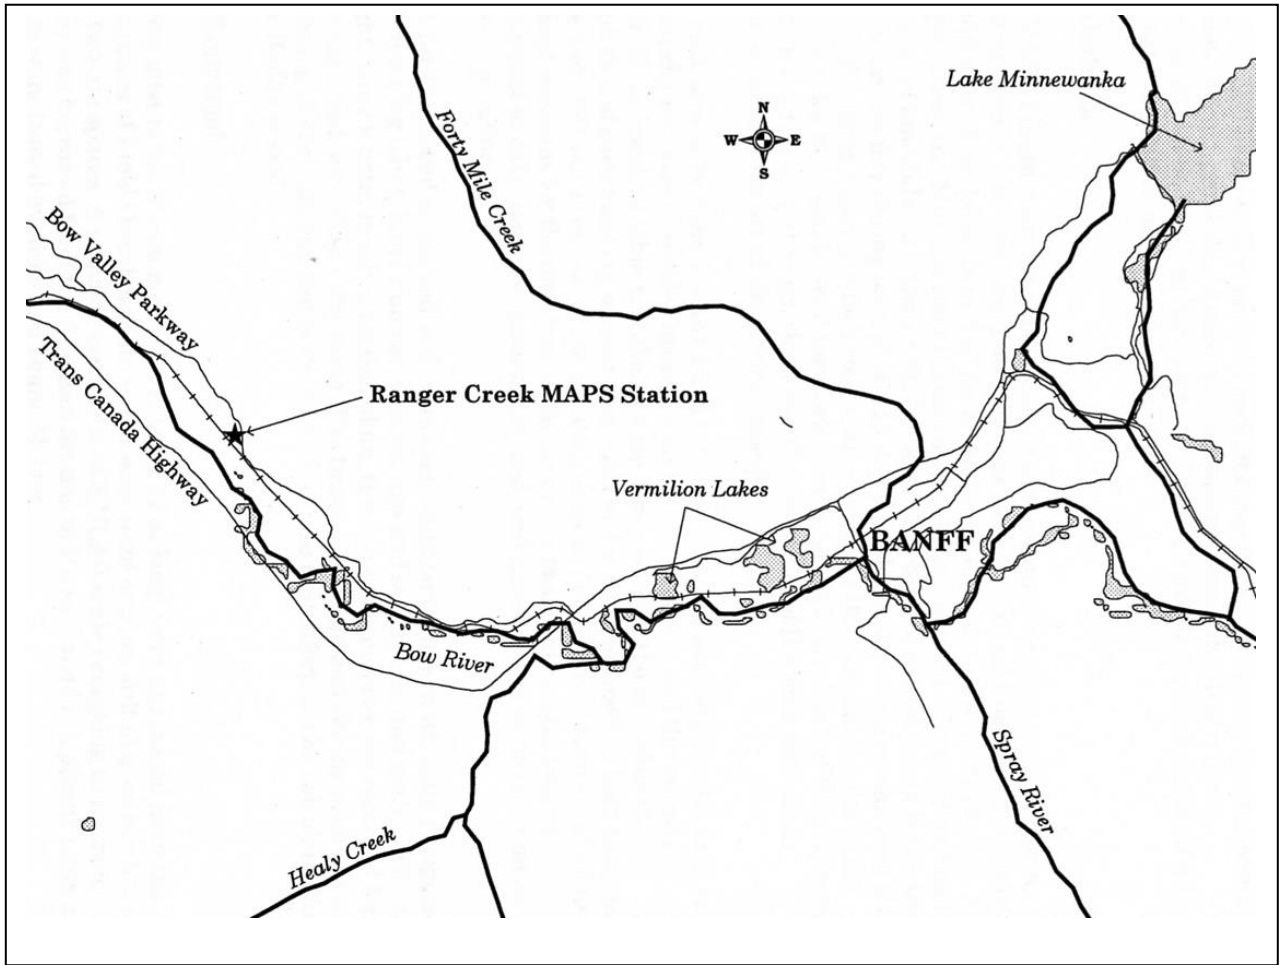 Lake Minnewanka
N
W E
S
Forty Mile Creek
Bow Valley Parkway
Trans Canada Highway
Ranger Creek MAPS Station
Vermilion Lakes
BANFF
Bow River
Spray River
Healy Creek